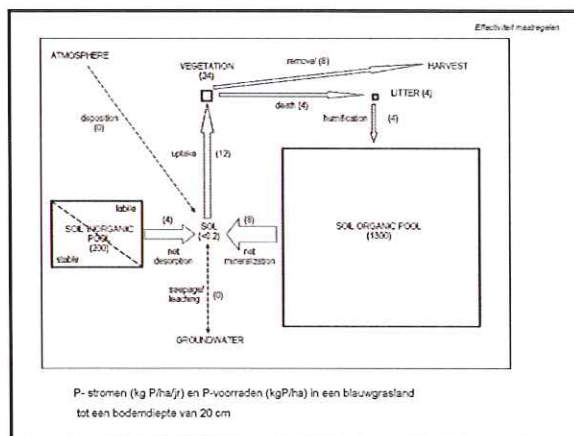 Effectiviteit maatregelen
ATMOSPHERE
VEGETATION
(24)
removal (8)
HARVEST
death (4)
LITTER (4)
humification
(4)
deposition
(0)
uptake
(12)
labile
SOIL INORGANIC
POOL
(200)
stable
(4)
net
desorption
SOL
(<0.2)
(8)
net
mineralization
SOIL ORGANIC POOL
(1300)
seepage/
leaching
(0)
GROUNDWATER
P- stromen (kg P/ha/jr) en P-voorraden (kgP/ha) in een blauwgrasland
tot een bodemdiepte van 20 cm